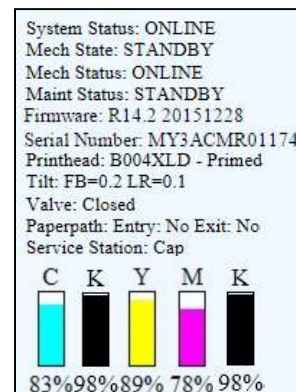 System Status: ONLINE
Mech State: STANDBY
Mech Status: ONLINE
Maint Status: STANDBY
Firmware: R14.2 20151228
Serial Number: MY3ACMR01174
Printhead: B004XLD - Primed
Tilt: FB=0.2 LR=0.1
Valve: Closed
Paperpath: Entry: No Exit: No
Service Station: Cap
C K Y M K
83% 98% 89% 78% 98%